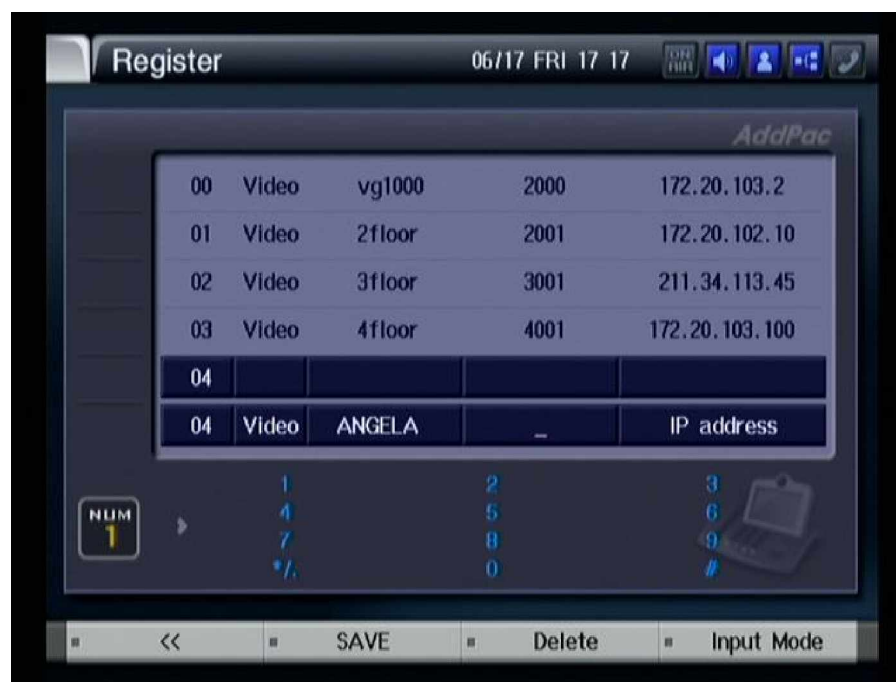 Register 06/17 FRI 17 17 ON AIR
AddPac
00 Video vg1000 2000 172.20.103.2
01 Video 2floor 2001 172.20.102.10
02 Video 3floor 3001 211.34.113.45
03 Video 4floor 4001 172.20.103.100
04
04 Video ANGELA _ IP address
1 2 3
NUM 1 4 5 6
7 8 9
*/. 0 #
<< SAVE Delete Input Mode